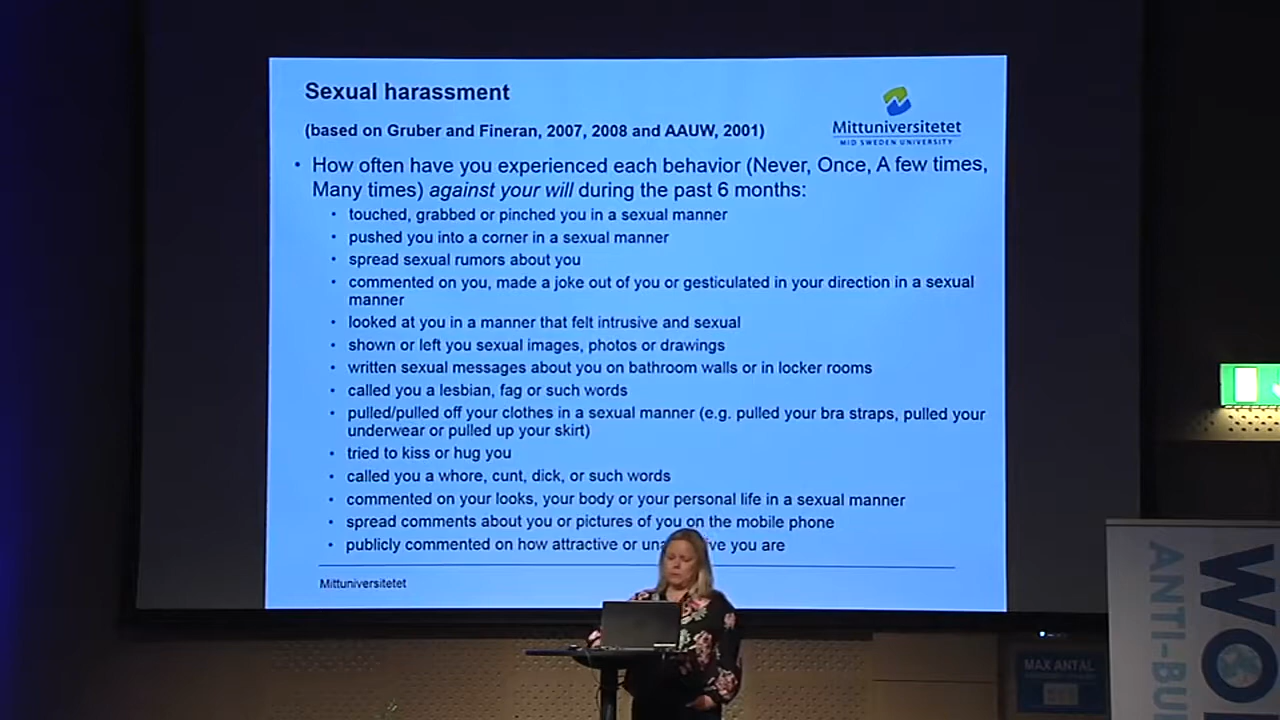 Sexual harassment
(based on Gruber and Fineran, 2007, 2008 and AAUW, 2001)
Mittuniversitetet
MID SWEDEN UNIVERSITY
• How often have you experienced each behavior (Never, Once, A few times,
Many times) against your will during the past 6 months:
• touched, grabbed or pinched you in a sexual manner
• pushed you into a corner in a sexual manner
• spread sexual rumors about you
• commented on you, made a joke out of you or gesticulated in your direction in a sexual
manner
• looked at you in a manner that felt intrusive and sexual
• shown or left you sexual images, photos or drawings
• written sexual messages about you on bathroom walls or in locker rooms
• called you a lesbian, fag or such words
• pulled/pulled off your clothes in a sexual manner (e.g. pulled your bra straps, pulled your
underwear or pulled up your skirt)
• tried to kiss or hug you
• called you a whore, cunt, dick, or such words
• commented on your looks, your body or your personal life in a sexual manner
• spread comments about you or pictures of you on the mobile phone
• publicly commented on how attractive or you are
Mittuniversitetet
MAX ANTAL
WO
ANTI-BU